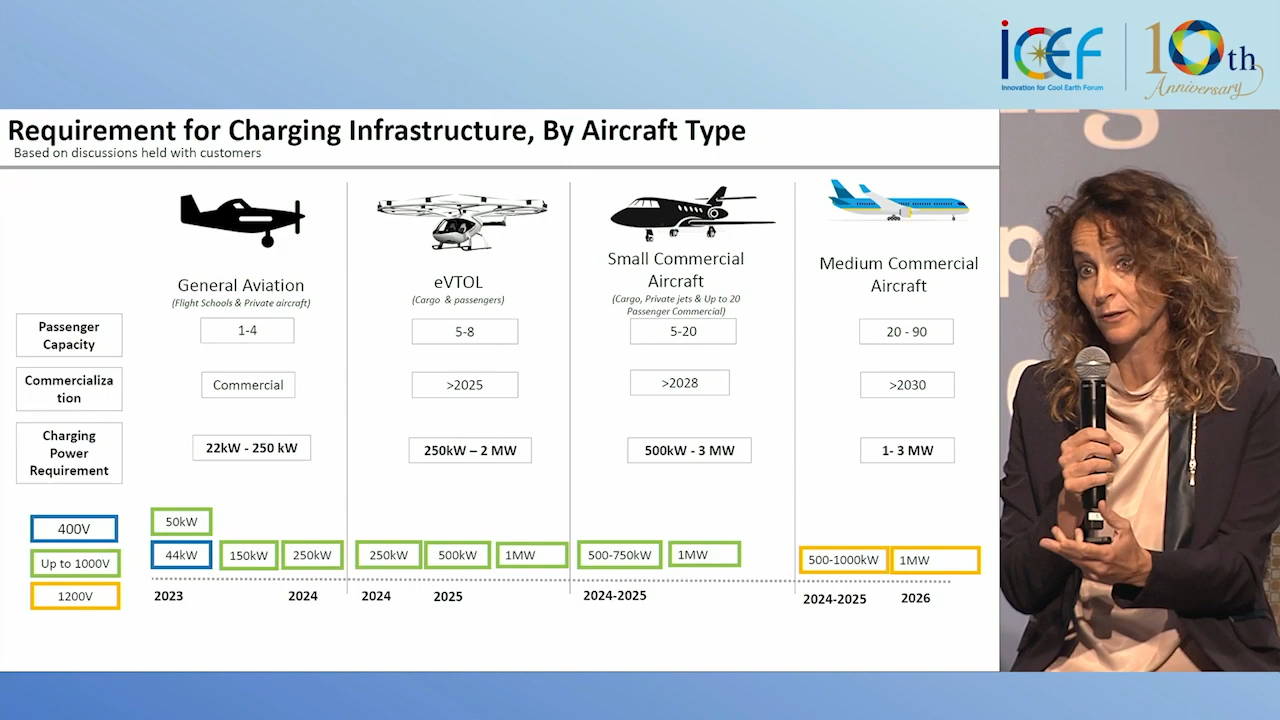 icef
Innovation for Cool Earth Forum
10th
Anniversary
Requirement for Charging Infrastructure, By Aircraft Type
Based on discussions held with customers
General Aviation
(Flight Schools & Private aircraft)
eVTOL
(Cargo & passengers)
Small Commercial
Aircraft
(Cargo, Private jets & Up to 20
Passenger Commercial)
Medium Commercial
Aircraft
Passenger
Capacity
1-4
5-8
5-20
20 - 90
Commercializa
tion
Commercial
>2025
>2028
>2030
Charging
Power
Requirement
22kW - 250 kW
250kW – 2 MW
500kW - 3 MW
1- 3 MW
400V
Up to 1000V
1200V
50kW
44kW
150kW
250kW
250kW
500kW
1MW
500-750kW
1MW
500-1000kW
1MW
2023
2024
2024
2025
2024-2025
2024-2025
2026